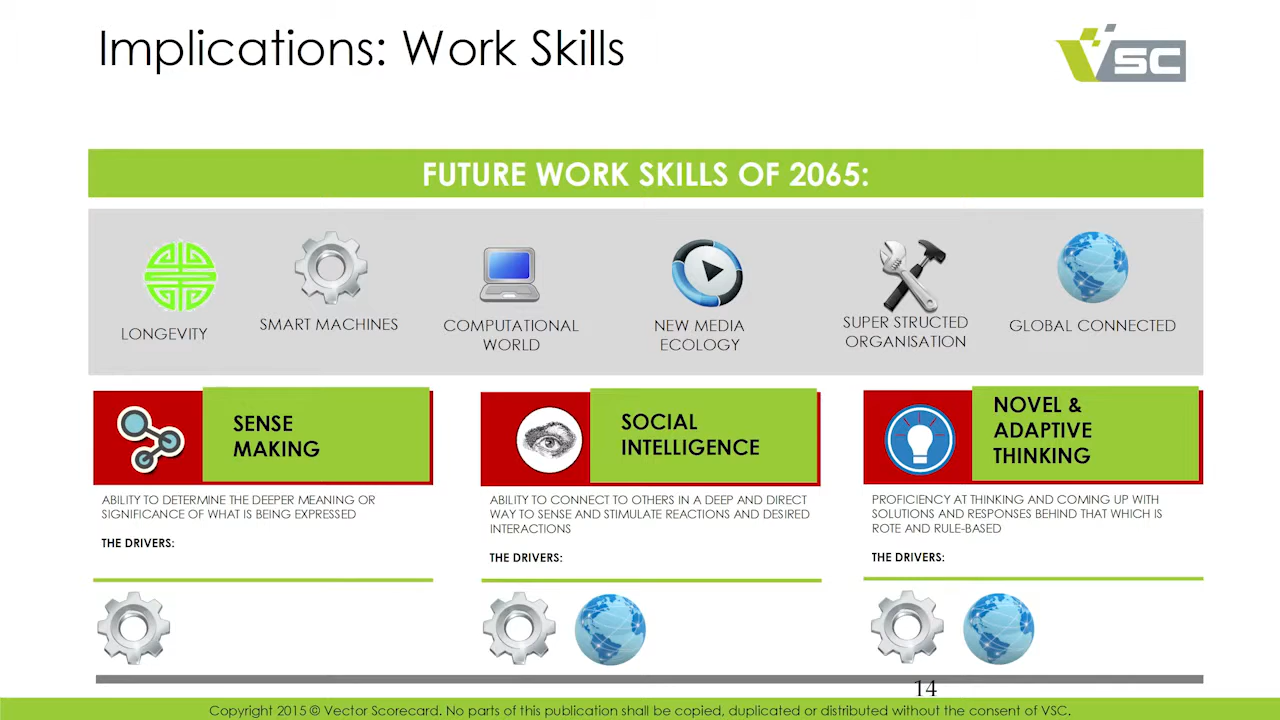 Implications: Work Skills
VSC
FUTURE WORK SKILLS OF 2065:
LONGEVITY
SMART MACHINES
COMPUTATIONAL
WORLD
NEW MEDIA
ECOLOGY
SUPER STRUCTED
ORGANISATION
GLOBAL CONNECTED
SENSE
MAKING
ABILITY TO DETERMINE THE DEEPER MEANING OR
SIGNIFICANCE OF WHAT IS BEING EXPRESSED
THE DRIVERS:
SOCIAL
INTELLIGENCE
ABILITY TO CONNECT TO OTHERS IN A DEEP AND DIRECT
WAY TO SENSE AND STIMULATE REACTIONS AND DESIRED
INTERACTIONS
THE DRIVERS:
NOVEL &
ADAPTIVE
THINKING
PROFICIENCY AT THINKING AND COMING UP WITH
SOLUTIONS AND RESPONSES BEHIND THAT WHICH IS
ROTE AND RULE-BASED
THE DRIVERS:
14
Copyright 2015 © Vector Scorecard. No parts of this publication shall be copied, duplicated or distributed without the consent of VSC.